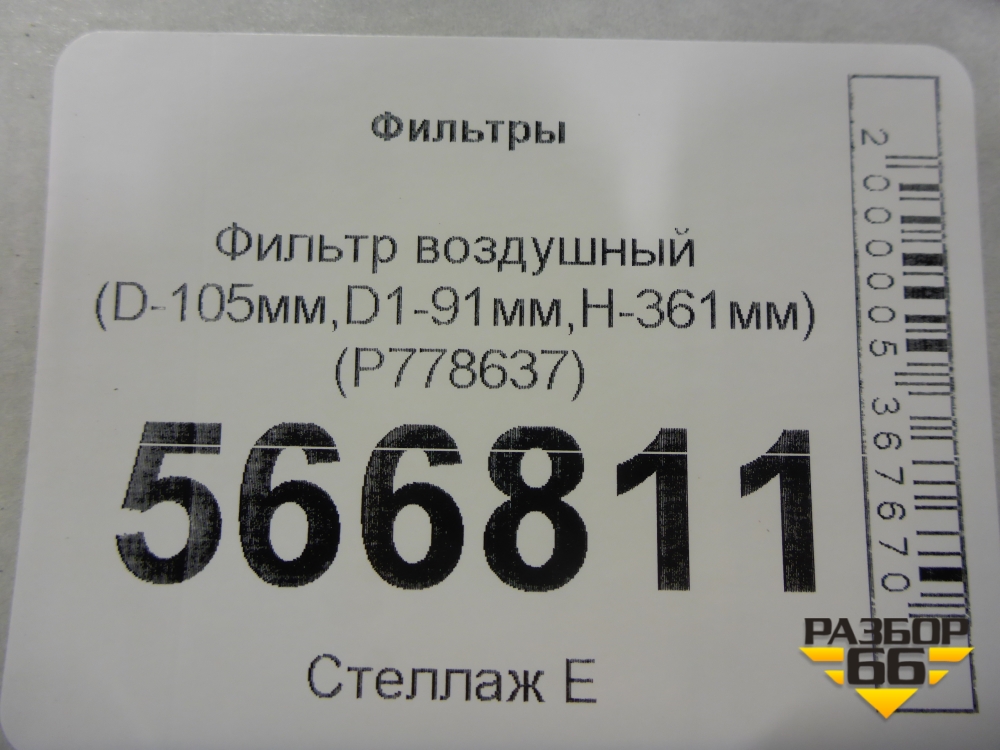 Фильтры
Фильтр воздушный
(D-105мм,D1-91мм,H-361мм)
(P778637)
566811
Стеллаж Е
2000005367670
РАЗБОР
66